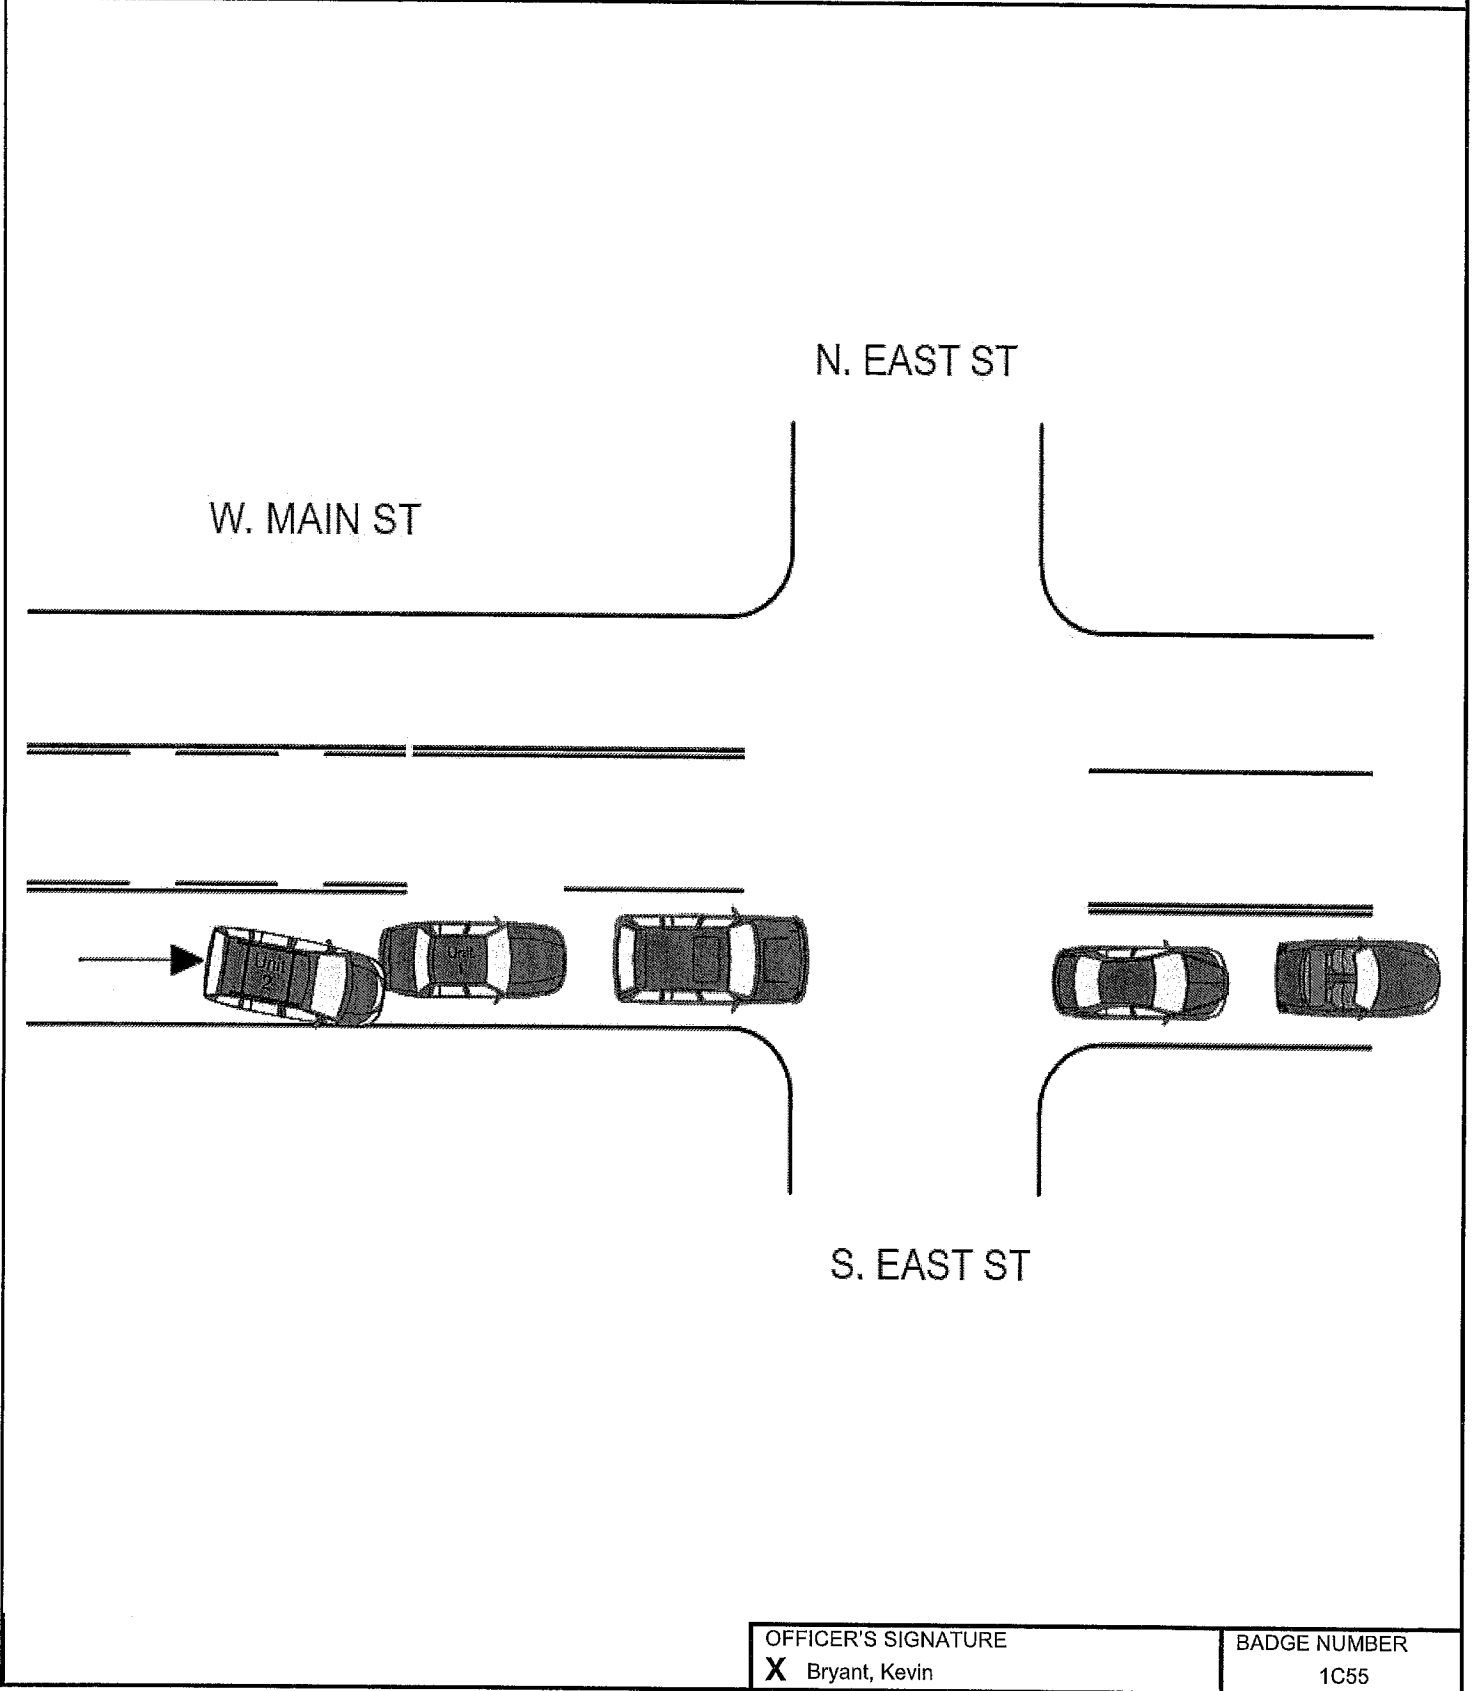 N. EAST ST
W. MAIN ST
Unit
2
Unit
1
S. EAST ST
OFFICER'S SIGNATURE
X Bryant, Kevin
BADGE NUMBER
1C55